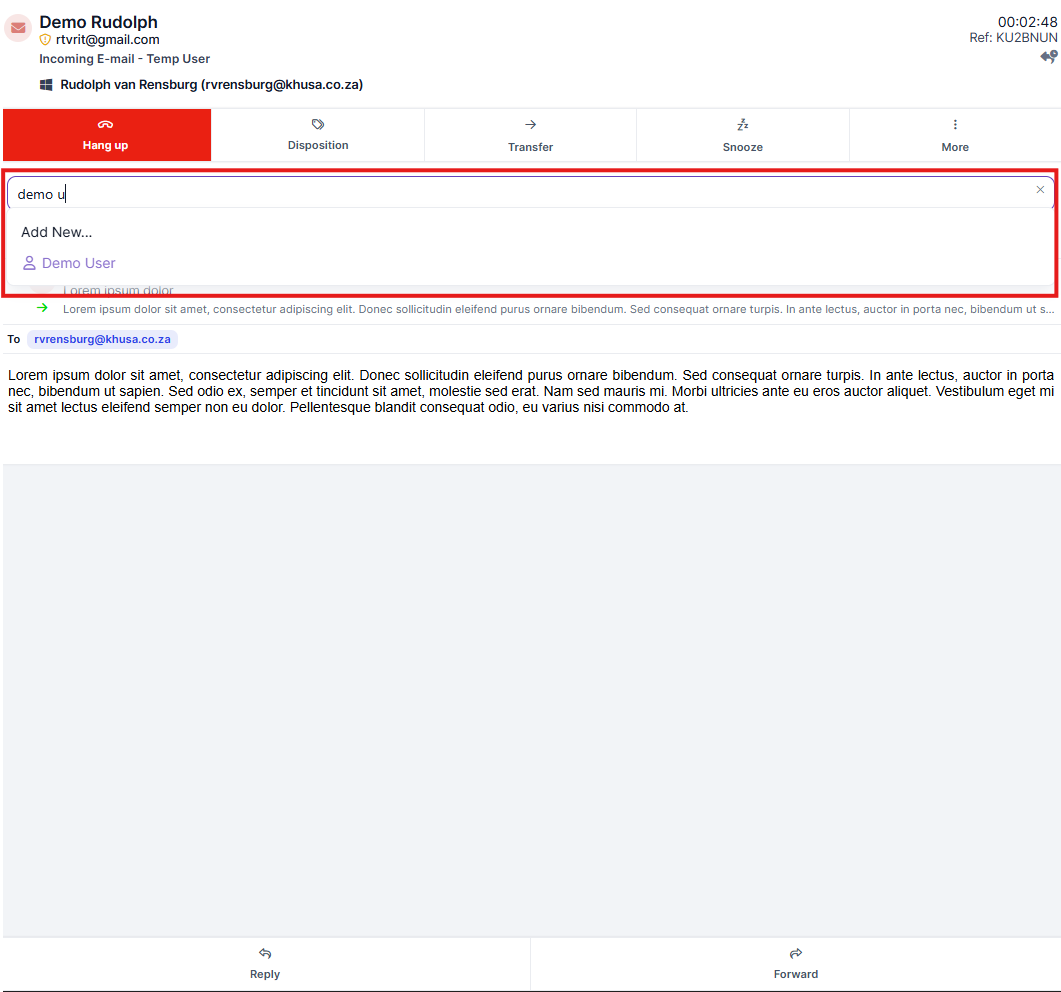 Demo Rudolph
00:02:48
rtvrit@gmail.com
Ref: KU2BNUN
Incoming E-mail - Temp User
Rudolph van Rensburg (rvrensburg@khusa.co.za)
Hang up
Disposition
Transfer
Snooze
More
demo u
Add New...
Demo User
Lorem ipsum dolor
Lorem ipsum dolor sit amet, consectetur adipiscing elit. Donec sollicitudin eleifend purus ornare bibendum. Sed consequat ornare turpis. In ante lectus, auctor in porta nec, bibendum ut s...
To rvrensburg@khusa.co.za
Lorem ipsum dolor sit amet, consectetur adipiscing elit. Donec sollicitudin eleifend purus ornare bibendum. Sed consequat ornare turpis. In ante lectus, auctor in porta
nec, bibendum ut sapien. Sed odio ex, semper et tincidunt sit amet, molestie sed erat. Nam sed mauris mi. Morbi ultricies ante eu eros auctor aliquet. Vestibulum eget mi
sit amet lectus eleifend semper non eu dolor. Pellentesque blandit consequat odio, eu varius nisi commodo at.
Reply
Forward